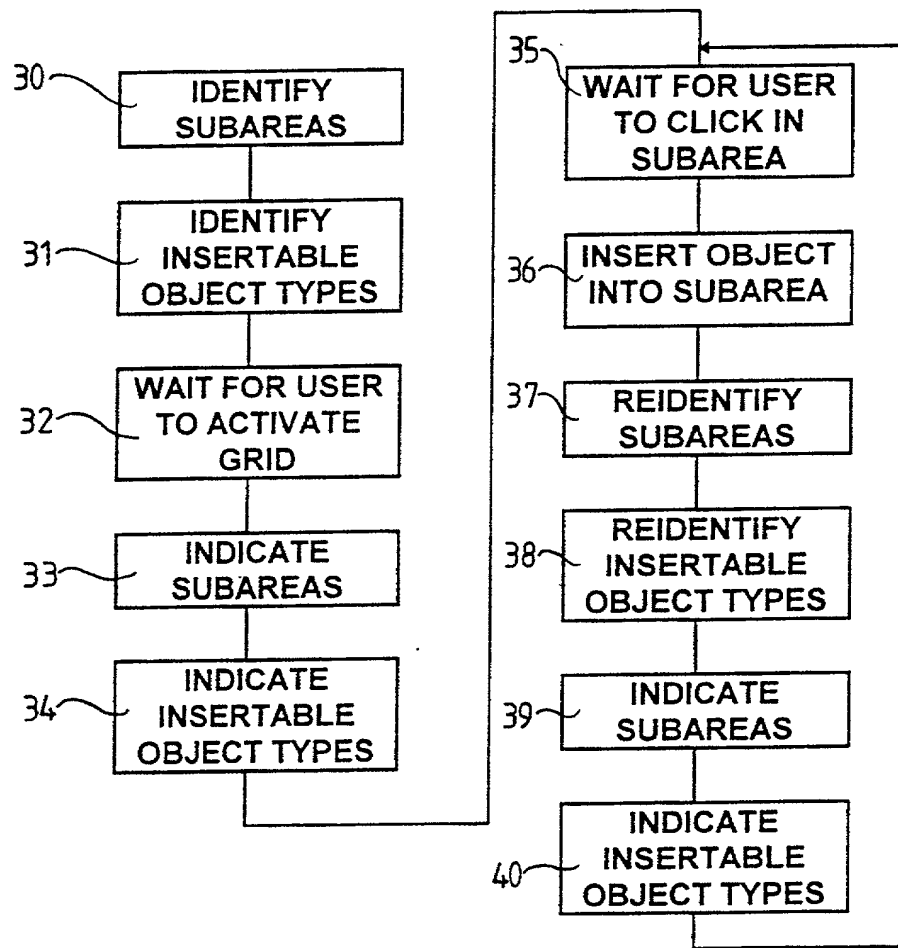 30
IDENTIFY
SUBAREAS
31
IDENTIFY
INSERTABLE
OBJECT TYPES
32
WAIT FOR USER
TO ACTIVATE
GRID
33
INDICATE
SUBAREAS
34
INDICATE
INSERTABLE
OBJECT TYPES
35
WAIT FOR USER
TO CLICK IN
SUBAREA
36
INSERT OBJECT
INTO SUBAREA
37
REIDENTIFY
SUBAREAS
38
REIDENTIFY
INSERTABLE
OBJECT TYPES
39
INDICATE
SUBAREAS
40
INDICATE
INSERTABLE
OBJECT TYPES